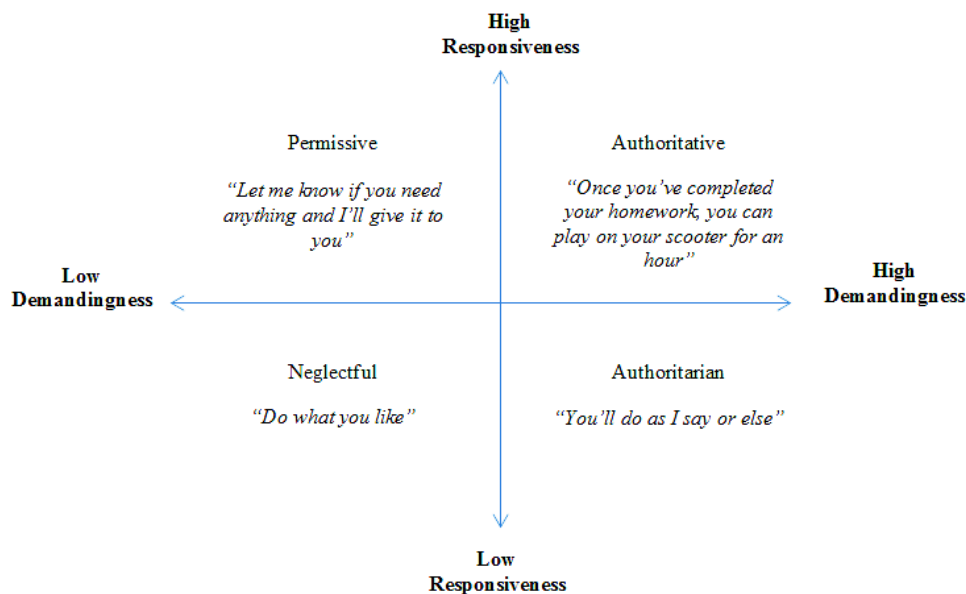 High
Responsiveness
Permissive
“Let me know if you need
anything and I’ll give it to
you”
Authoritative
“Once you’ve completed
your homework, you can
play on your scooter for an
hour”
Low
Demandingness
High
Demandingness
Neglectful
“Do what you like”
Authoritarian
“You’ll do as I say or else”
Low
Responsiveness